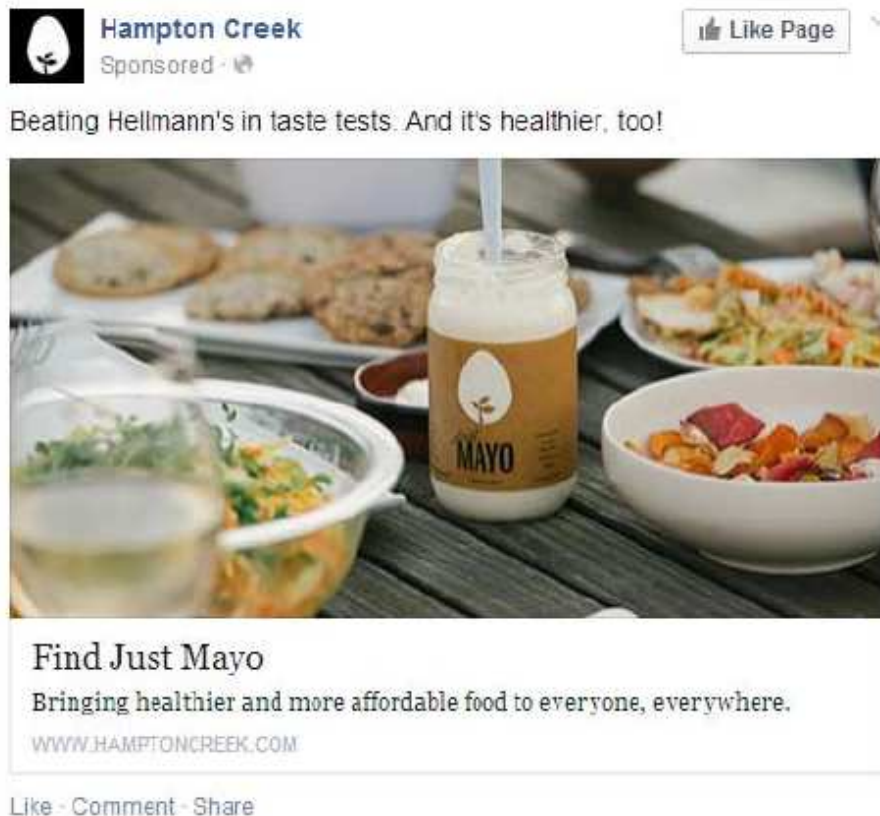 Hampton Creek
Like Page
Sponsored ·
Beating Hellmann's in taste tests. And it's healthier, too!
MAYO
Find Just Mayo
Bringing healthier and more affordable food to everyone, everywhere.
WWW.HAMPTONCREEK.COM
Like · Comment · Share